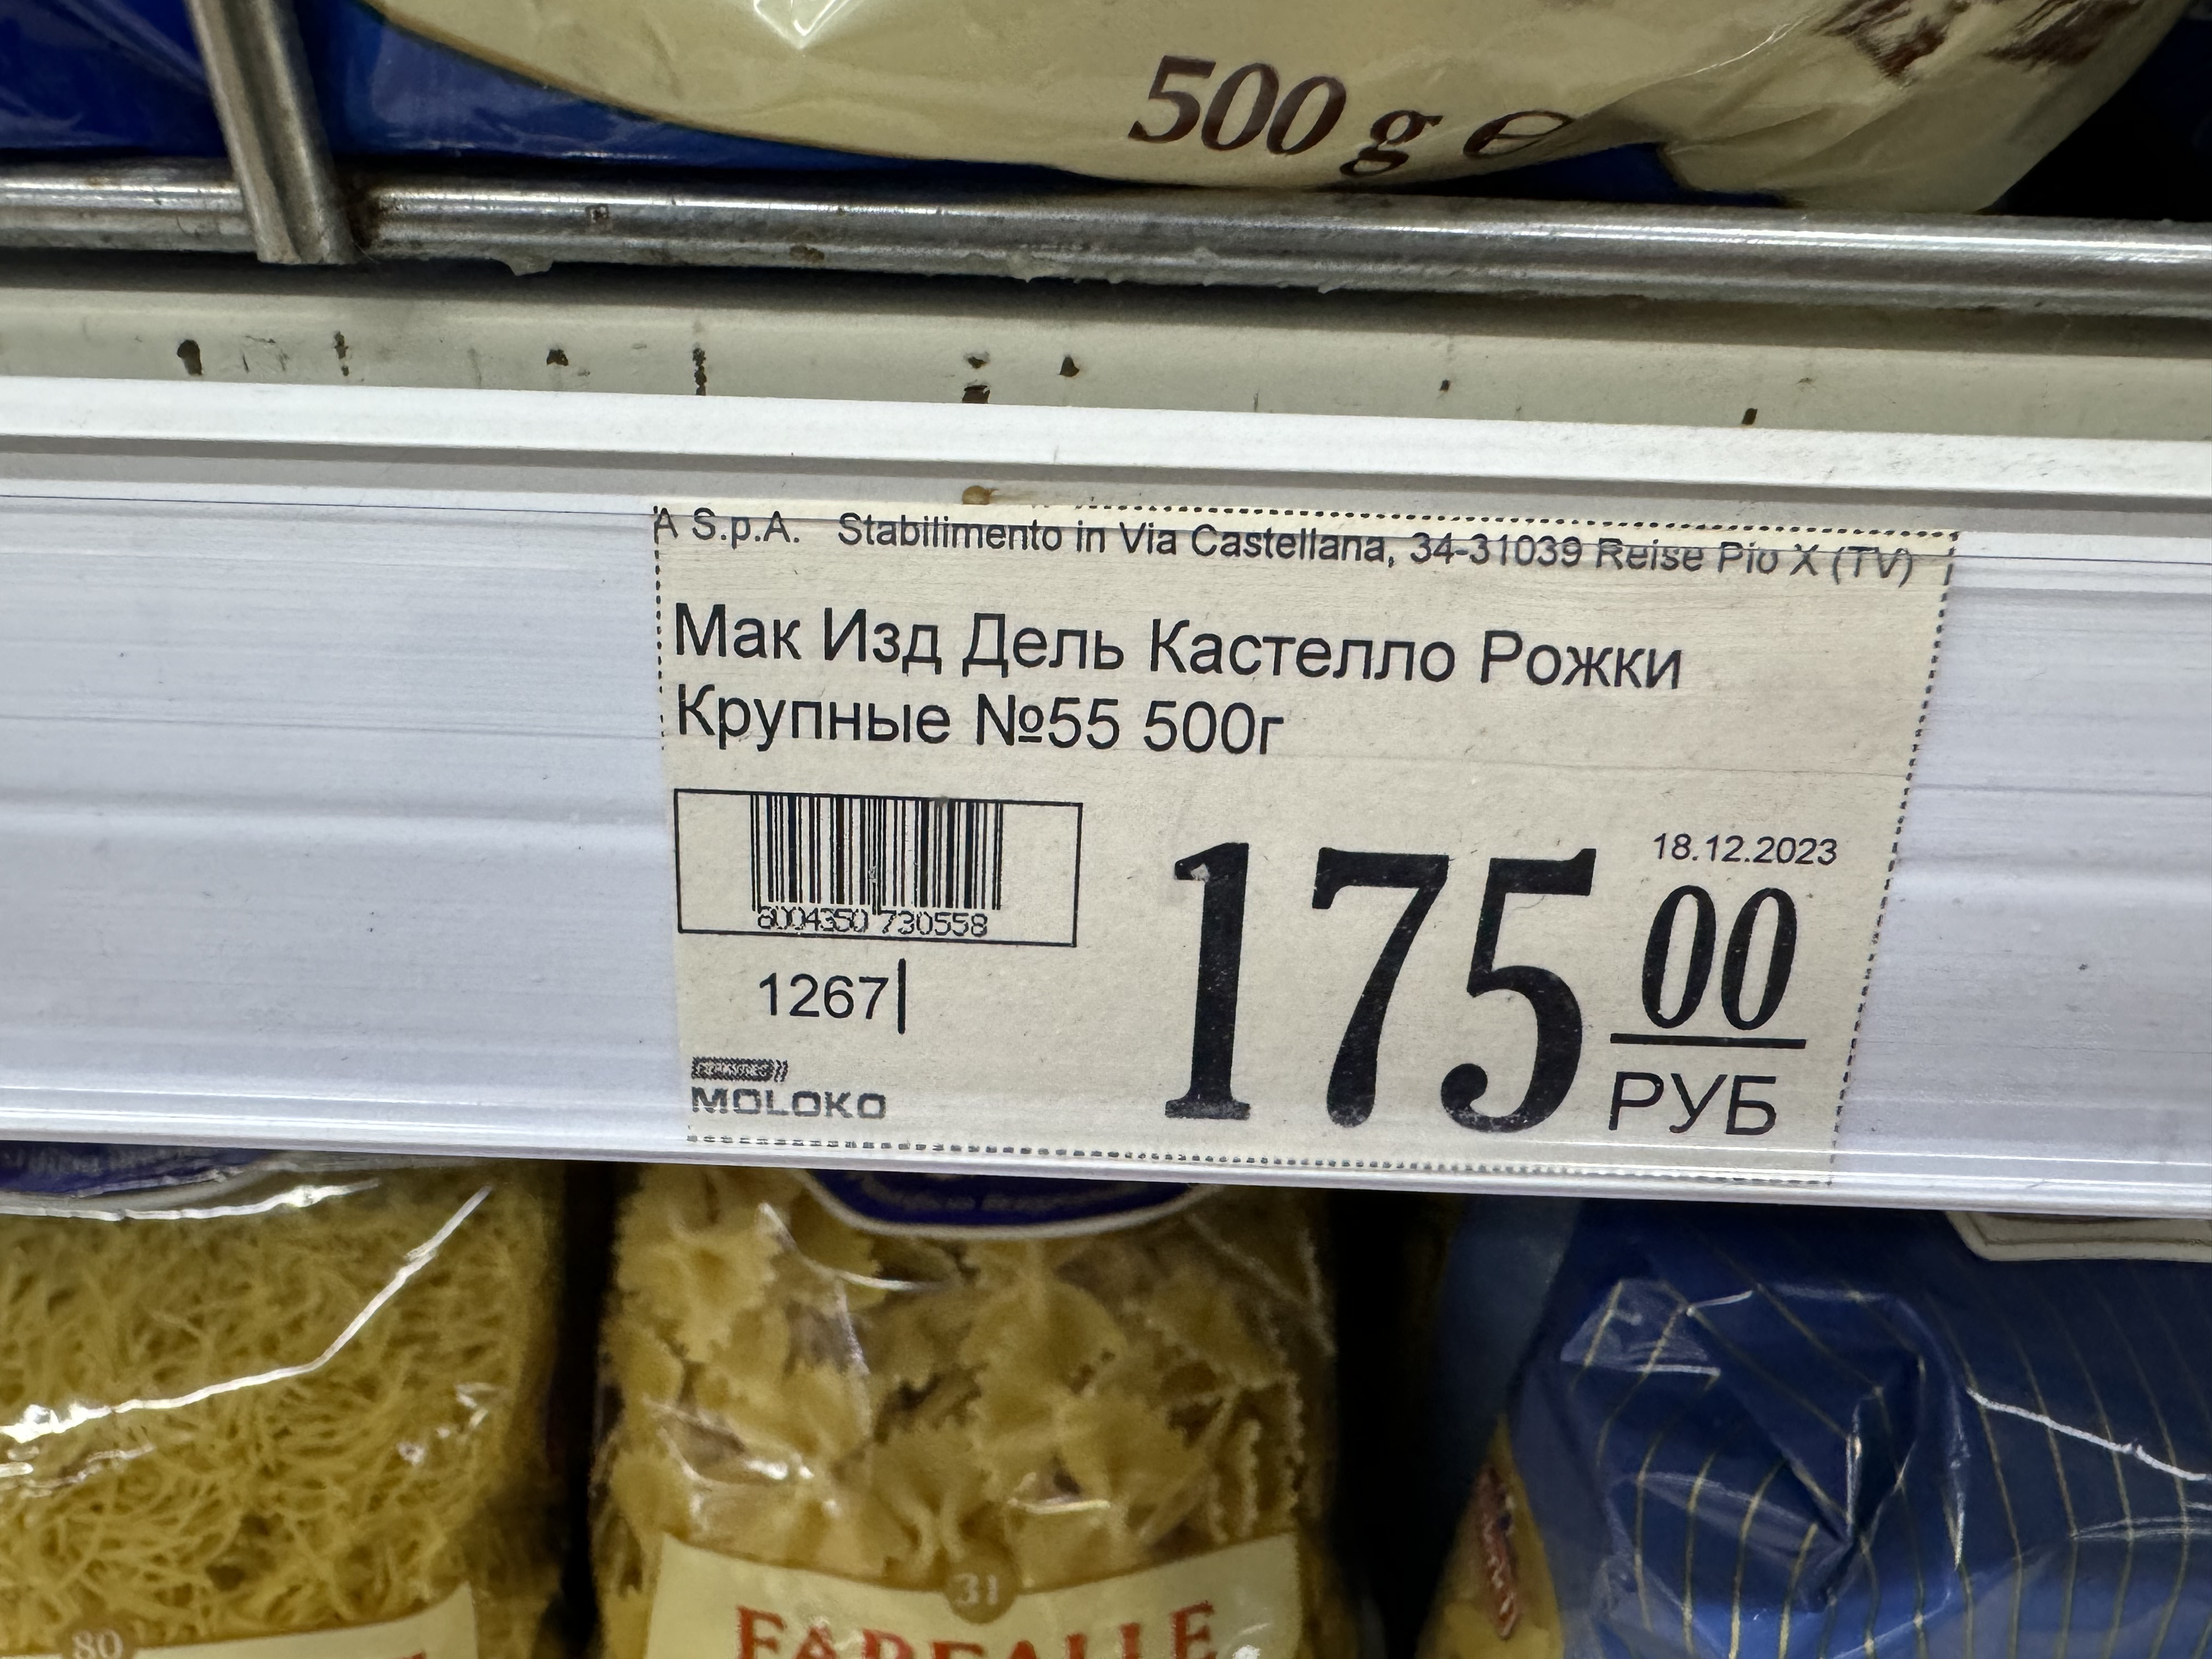 500 g ℮
A S.p.A. Stabilimento in Via Castellana, 34-31039 Reise Pio X (TV)
Мак Изд Дель Кастелло Рожки
Крупные №55 500г
8004350 730558
18.12.2023
175 00
РУБ
1267
MOLOKO
31
FARFALLE
80